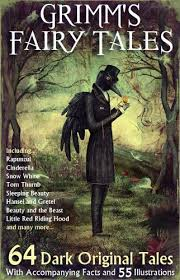 GRIMM'S
FAIRY TALES
Including...
Rapunzel
Cinderella
Snow White
Tom Thumb
Sleeping Beauty
Hansel and Gretel
Beauty and the Beast
Little Red Riding Hood
and many more...
64 Dark Original Tales
With Accompanying Facts and 55 Illustrations